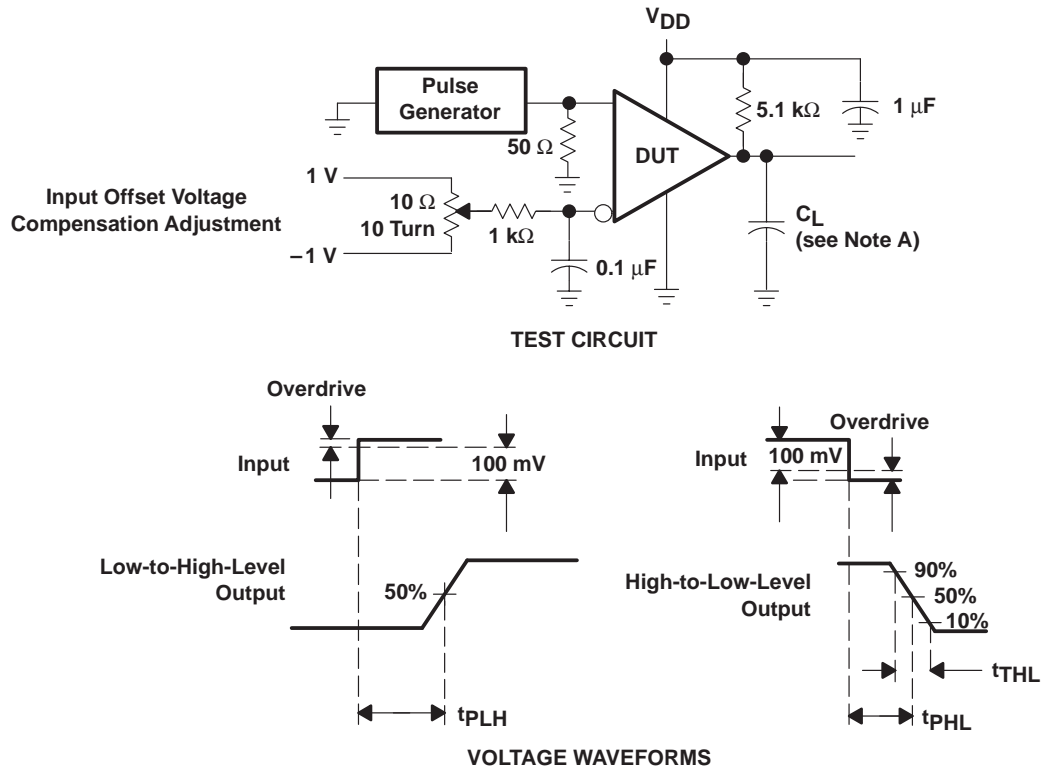 VDD
Pulse
Generator
5.1 kΩ
1 μF
50 Ω
DUT
1 V
10 Ω
10 Turn
–1 V
Input Offset Voltage
Compensation Adjustment
1 kΩ
0.1 μF
CL
(see Note A)
TEST CIRCUIT
Overdrive
Input
100 mV
Low-to-High-Level
Output
50%
tPLH
Overdrive
Input
100 mV
High-to-Low-Level
Output
90%
50%
10%
tTHL
tPHL
VOLTAGE WAVEFORMS